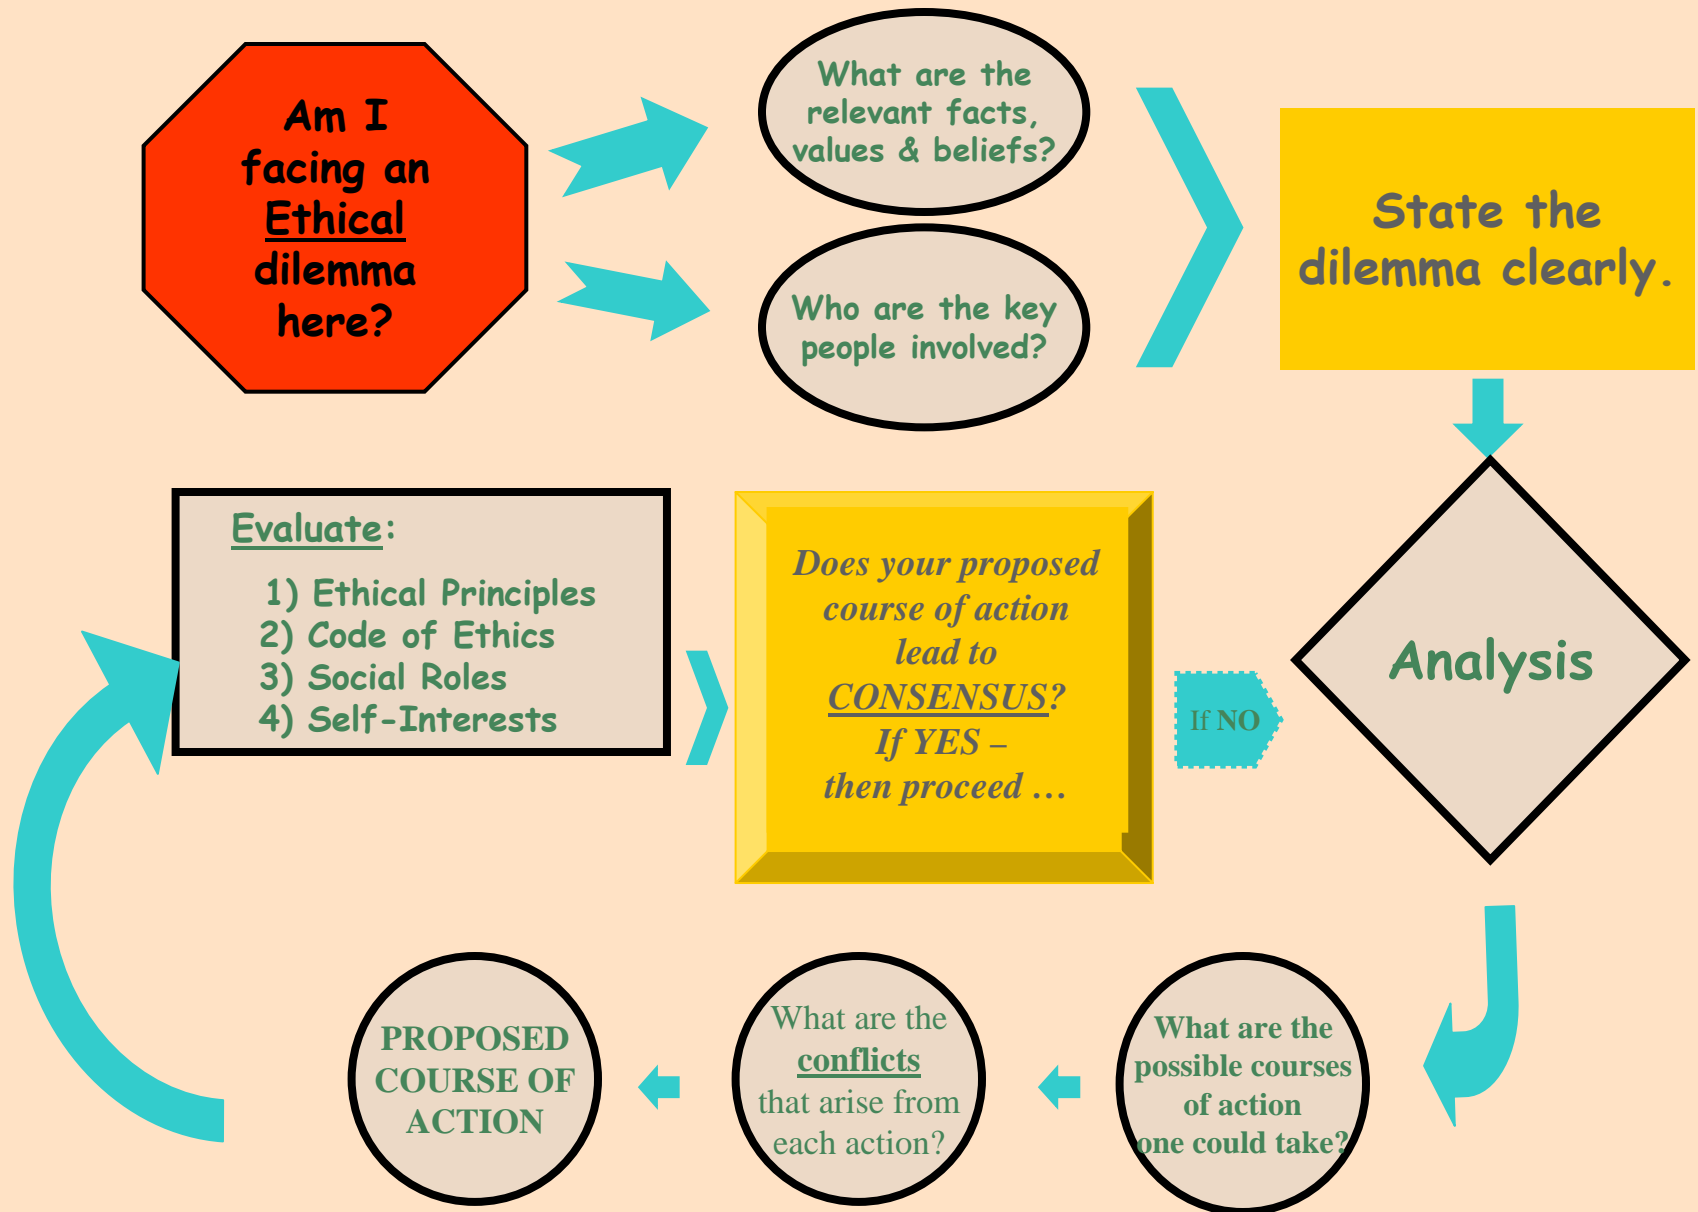 Am I
facing an
Ethical
dilemma
here?
What are the
relevant facts,
values & beliefs?
Who are the key
people involved?
State the
dilemma clearly.
Analysis
What are the
possible courses
of action
one could take?
What are the
conflicts
that arise from
each action?
PROPOSED
COURSE OF
ACTION
Evaluate:
1) Ethical Principles
2) Code of Ethics
3) Social Roles
4) Self-Interests
Does your proposed
course of action
lead to
CONSENSUS?
If YES –
then proceed …
If NO